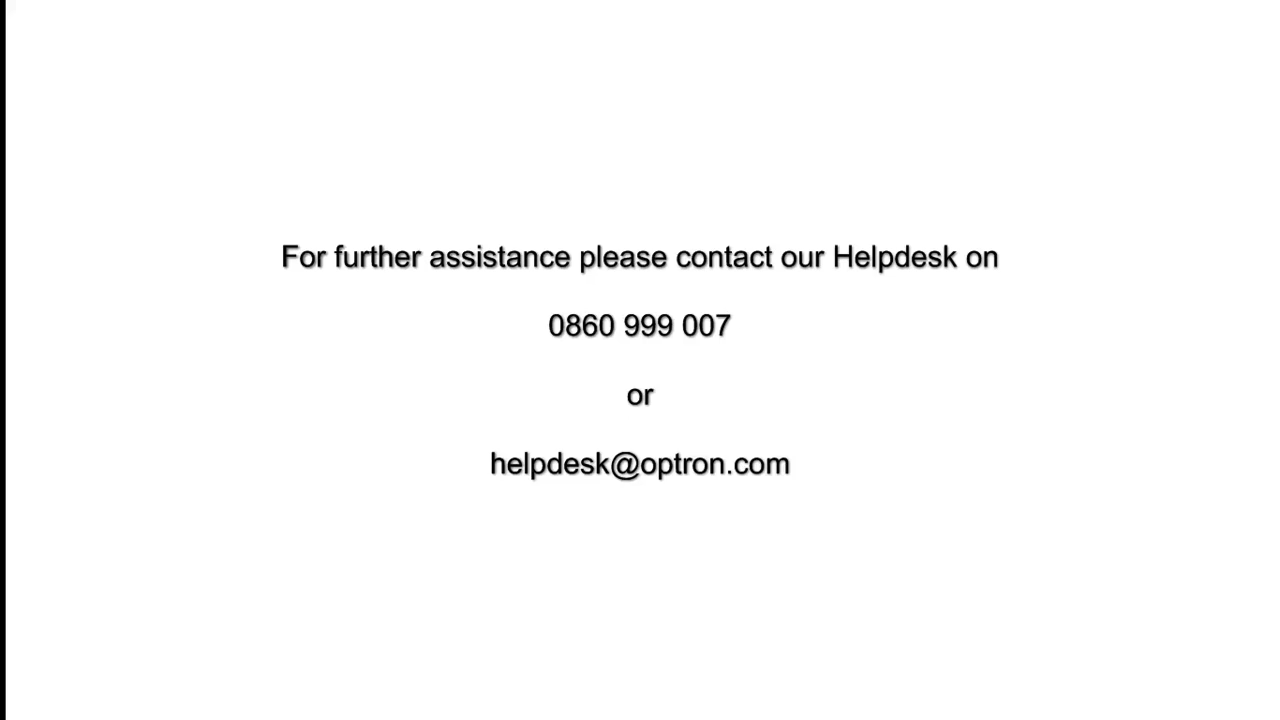 For further assistance please contact our Helpdesk on
0860 999 007
or
helpdesk@optron.com